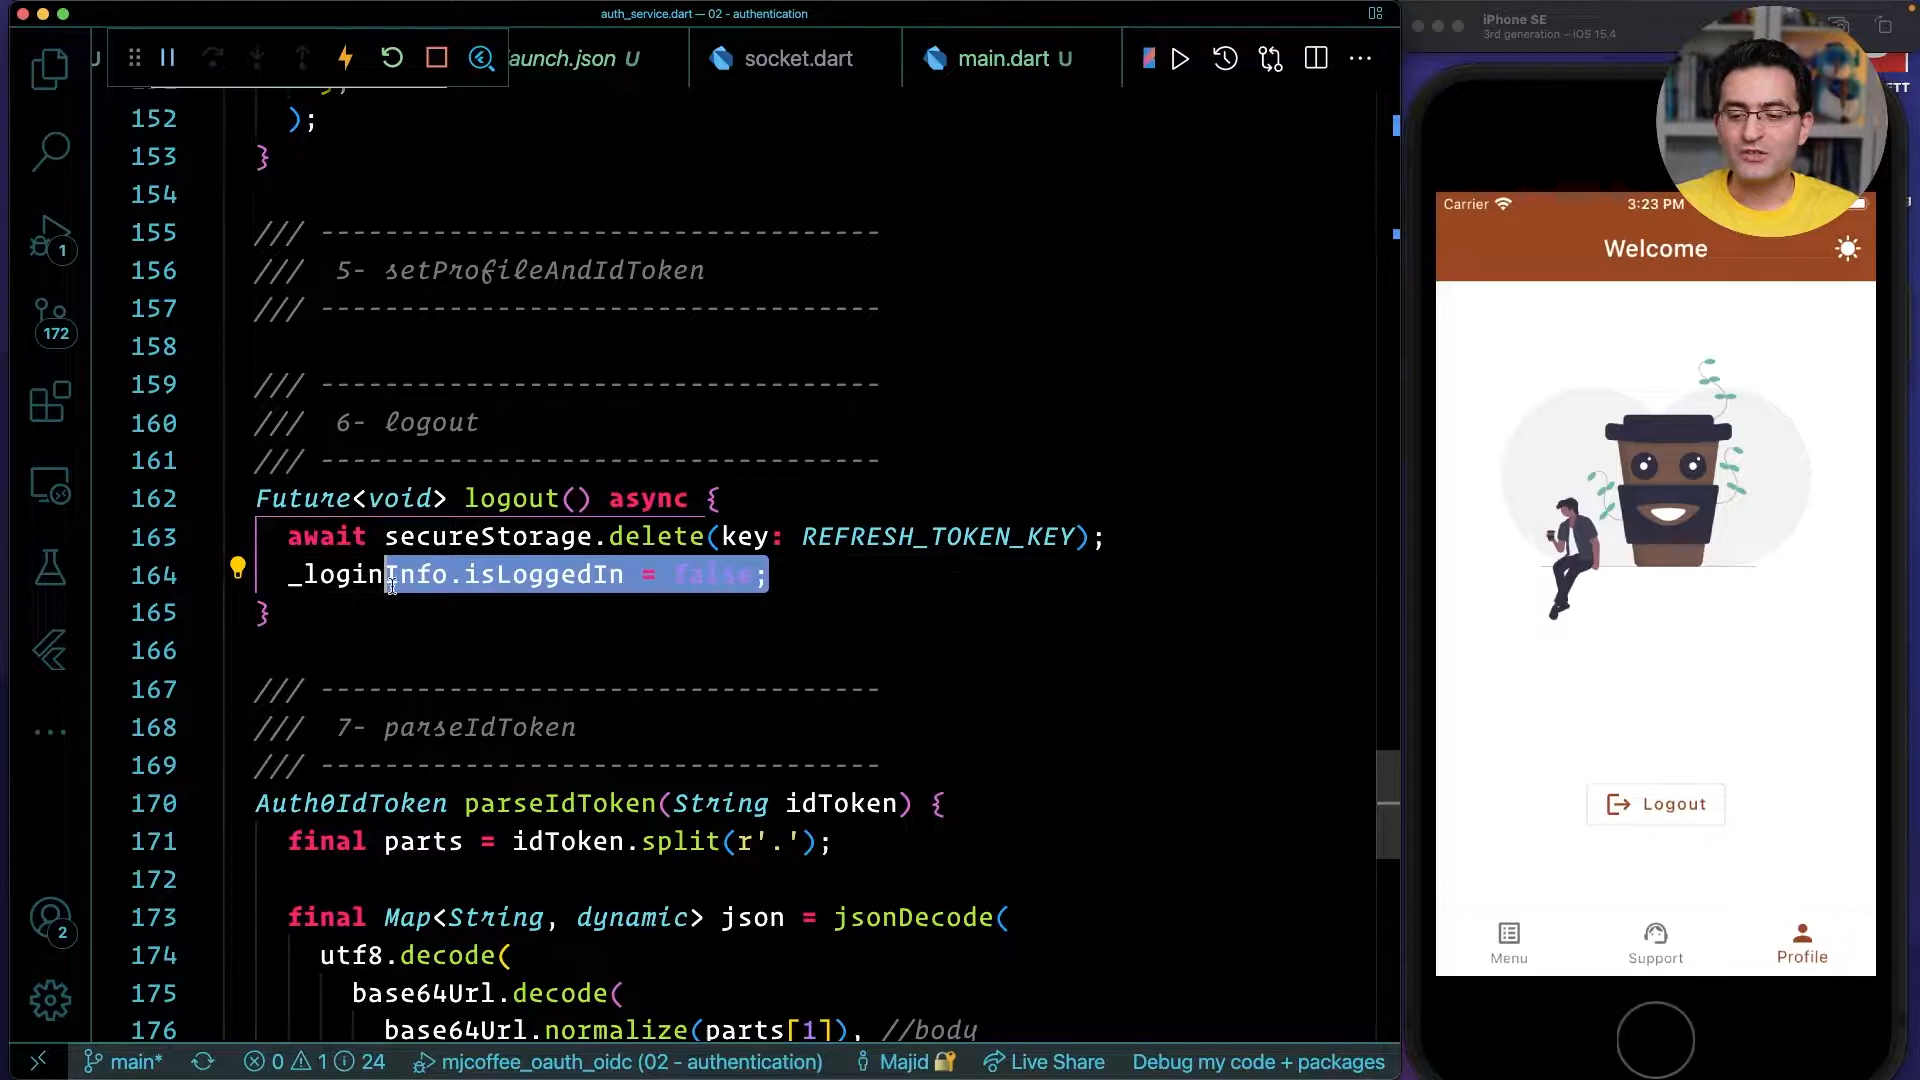 auth_service.dart — 02 - authentication
launch.json U
socket.dart
main.dart U
152 );
153 }
154
155 /// -----------------------------------
156 /// 5- setProfileAndIdToken
157 /// -----------------------------------
158
159 /// -----------------------------------
160 /// 6- logout
161 /// -----------------------------------
162 Future<void> logout() async {
163 await secureStorage.delete(key: REFRESH_TOKEN_KEY);
164 _loginInfo.isLoggedIn = false;
165 }
166
167 /// -----------------------------------
168 /// 7- parseIdToken
169 /// -----------------------------------
170 Auth0IdToken parseIdToken(String idToken) {
171 final parts = idToken.split(r'.');
172
173 final Map<String, dynamic> json = jsonDecode(
174 utf8.decode(
175 base64Url.decode(
176 base64Url.normalize(parts[1]), //body
1
172
2
main*
0 1 24
mjcoffee_oauth_oidc (02 - authentication)
Majid
Live Share
Debug my code + packages
iPhone SE
3rd generation – iOS 15.4
Carrier
3:23 PM
Welcome
Logout
Menu
Support
Profile